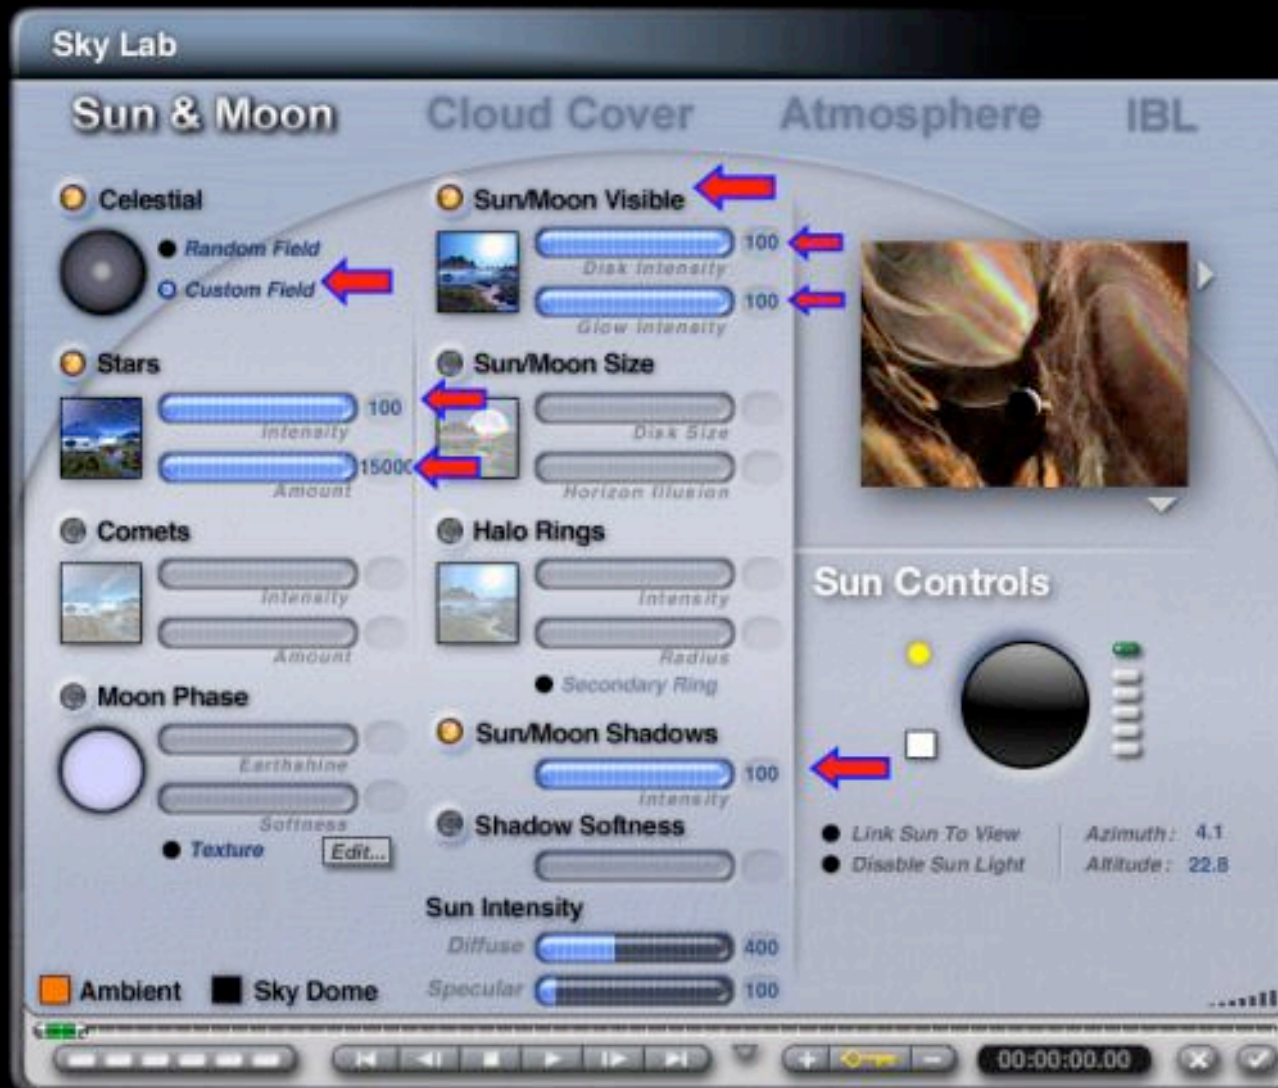 Sky Lab
Sun & Moon
Cloud Cover
Atmosphere
IBL
Celestial
Random Field
Custom Field
Stars
100
Intensity
15000
Amount
Comets
Intensity
Amount
Moon Phase
Earthshine
Softness
Texture
Edit...
Ambient
Sky Dome
Sun/Moon Visible
100
Disk Intensity
100
Glow Intensity
Sun/Moon Size
Disk Size
Horizon Illusion
Halo Rings
Intensity
Radius
Secondary Ring
Sun/Moon Shadows
100
Intensity
Shadow Softness
Sun Intensity
Diffuse 400
Specular 100
Sun Controls
Link Sun To View
Disable Sun Light
Azimuth: 4.1
Altitude: 22.8
00:00:00.00